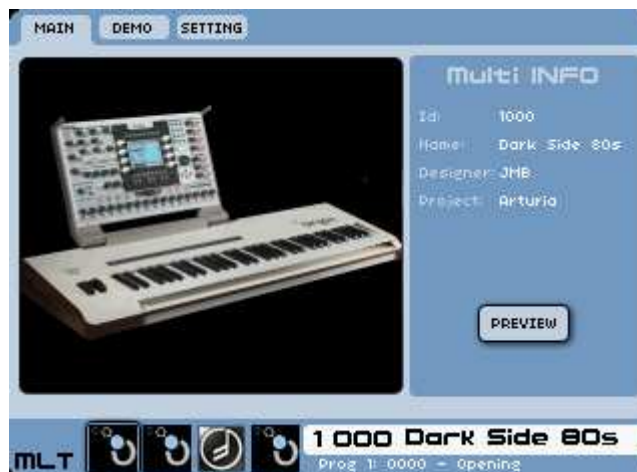 MAIN DEMO SETTING
Multi INFO
Id: 1000
Name: Dark Side 80s
Designer: JMB
Project: Arturia
PREVIEW
MLT 1000 Dark Side 80s
Prog 1: 0000 - Opening